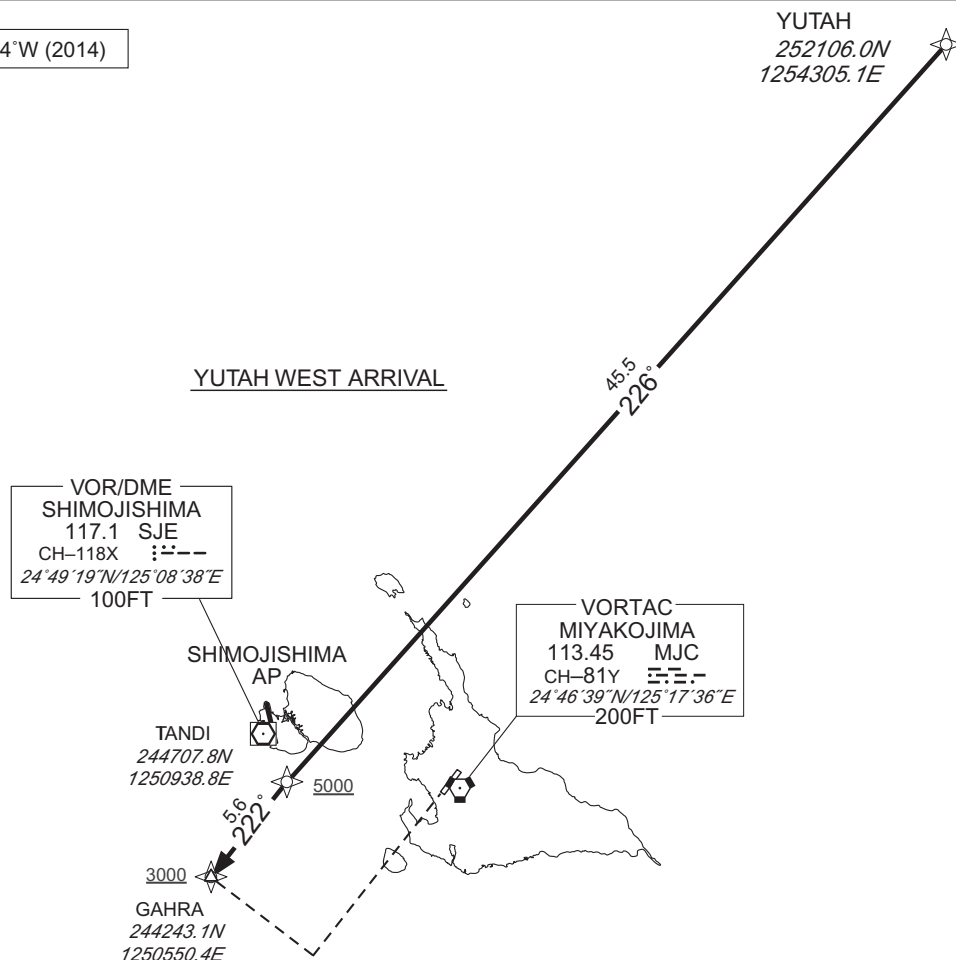 4°W (2014)
YUTAH
252106.0N
1254305.1E
YUTAH WEST ARRIVAL
45.5
226°
VOR/DME
SHIMOJISHIMA
117.1 SJE
CH–118X
24°49´19˝N/125°08´38˝E
100FT
SHIMOJISHIMA
AP
VORTAC
MIYAKOJIMA
113.45 MJC
CH–81Y
24°46´39˝N/125°17´36˝E
200FT
TANDI
244707.8N
1250938.8E
5000
5.6
222°
3000
GAHRA
244243.1N
1250550.4E